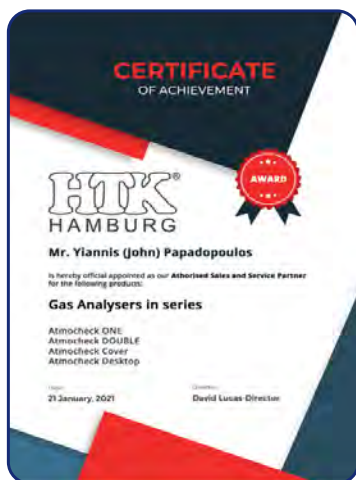 CERTIFICATE
OF ACHIEVEMENT
AWARD
HTK®
HAMBURG
Mr. Yiannis (John) Papadopoulos
is hereby official appointed as our Athorised Sales and Service Partner
for the following products:
Gas Analysers in series
Atmocheck ONE
Atmocheck DOUBLE
Atmocheck Cover
Atmocheck Desktop
21 January, 2021
David Lucas-Director